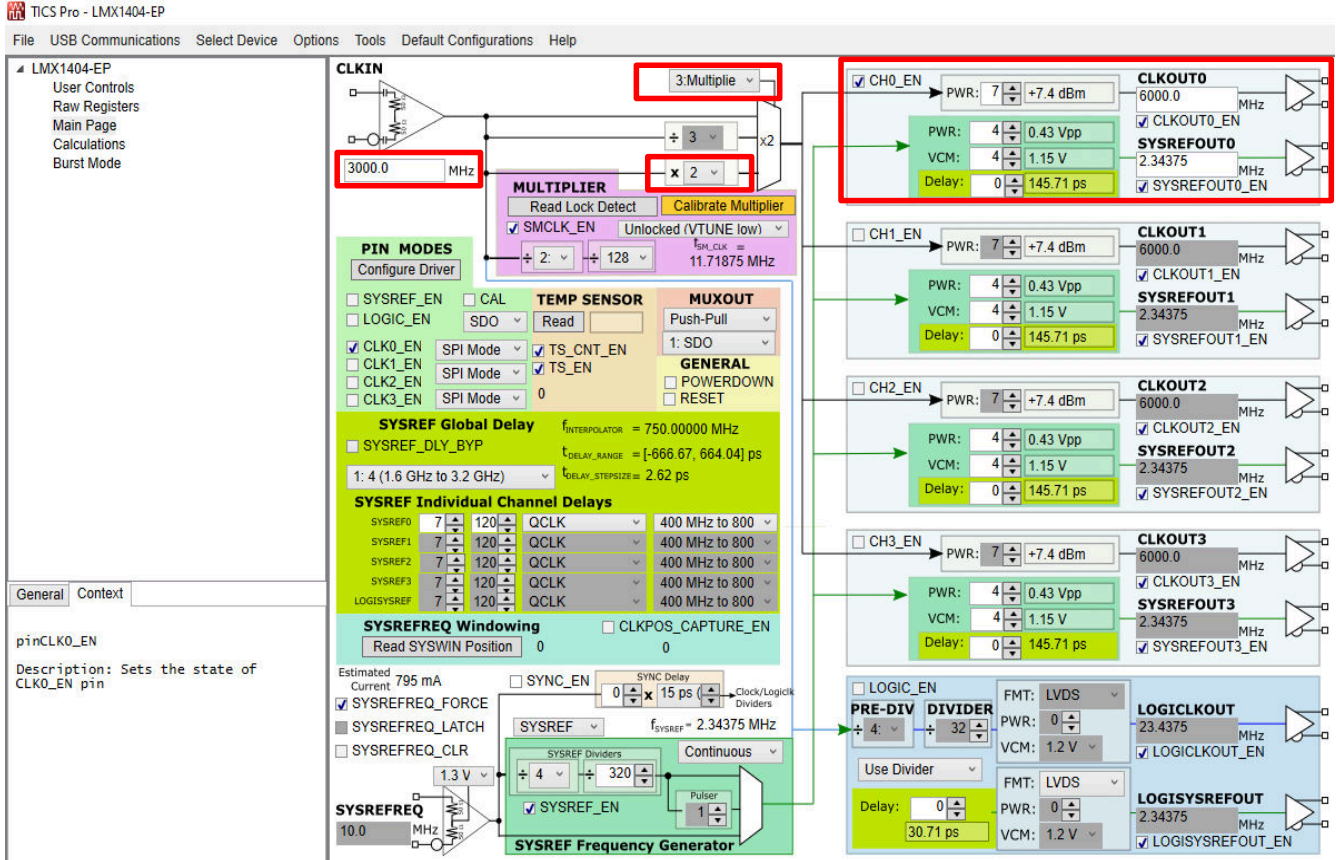 TICS Pro - LMX1404-EP
File USB Communications Select Device Options Tools Default Configurations Help
LMX1404-EP
User Controls
Raw Registers
Main Page
Calculations
Burst Mode
General Context
pinCLK0_EN
Description: Sets the state of
CLK0_EN pin
CLKIN
50 Ω
50 Ω
3000.0 MHz
3:Multiplie
÷ 3
x2
x 2
MULTIPLIER
Read Lock Detect Calibrate Multiplier
SMCLK_EN Unlocked (VTUNE low)
÷ 2: ÷ 128
fSM_CLK =
11.71875 MHz
PIN MODES
Configure Driver
SYSREF_EN CAL
LOGIC_EN SDO
CLK0_EN SPI Mode
CLK1_EN
CLK2_EN SPI Mode
CLK3_EN SPI Mode
TEMP SENSOR
Read
TS_CNT_EN
TS_EN
0
MUXOUT
Push-Pull
1: SDO
GENERAL
POWERDOWN
RESET
SYSREF Global Delay
SYSREF_DLY_BYP
1: 4 (1.6 GHz to 3.2 GHz)
fINTERPOLATOR = 750.00000 MHz
tDELAY_RANGE = [-666.67, 664.04] ps
tDELAY_STEPSIZE = 2.62 ps
SYSREF Individual Channel Delays
SYSREF0 7 120 QCLK 400 MHz to 800
SYSREF1 7 120 QCLK 400 MHz to 800
SYSREF2 7 120 QCLK 400 MHz to 800
SYSREF3 7 120 QCLK 400 MHz to 800
LOGISYSREF 7 120 QCLK 400 MHz to 800
SYSREFREQ Windowing CLKPOS_CAPTURE_EN
Read SYSWIN Position 0 0
Estimated
Current 795 mA
SYSREFREQ_FORCE
SYSREFREQ_LATCH
SYSREFREQ_CLR
SYNC_EN
SYNC Delay
0 x 15 ps (
Clock/Logiclk
Dividers
SYSREF
fSYSREF = 2.34375 MHz
SYSREF Dividers
Continuous
1.3 V
÷ 4 ÷ 320
Pulser
1
SYSREF_EN
SYSREFREQ
10.0 MHz
50 Ω
50 Ω
SYSREF Frequency Generator
CH0_EN
PWR: 7 +7.4 dBm
CLKOUT0
6000.0 MHz
CLKOUT0_EN
PWR: 4 0.43 Vpp
VCM: 4 1.15 V
Delay: 0 145.71 ps
SYSREFOUT0
2.34375 MHz
SYSREFOUT0_EN
CH1_EN
PWR: 7 +7.4 dBm
CLKOUT1
6000.0 MHz
CLKOUT1_EN
PWR: 4 0.43 Vpp
VCM: 4 1.15 V
Delay: 0 145.71 ps
SYSREFOUT1
2.34375 MHz
SYSREFOUT1_EN
CH2_EN
PWR: 7 +7.4 dBm
CLKOUT2
6000.0 MHz
CLKOUT2_EN
PWR: 4 0.43 Vpp
VCM: 4 1.15 V
Delay: 0 145.71 ps
SYSREFOUT2
2.34375 MHz
SYSREFOUT2_EN
CH3_EN
PWR: 7 +7.4 dBm
CLKOUT3
6000.0 MHz
CLKOUT3_EN
PWR: 4 0.43 Vpp
VCM: 4 1.15 V
Delay: 0 145.71 ps
SYSREFOUT3
2.34375 MHz
SYSREFOUT3_EN
LOGIC_EN
PRE-DIV DIVIDER
÷ 4: ÷ 32
FMT: LVDS
PWR: 0
VCM: 1.2 V
LOGICLKOUT
23.4375 MHz
LOGICLKOUT_EN
Use Divider
Delay: 0
30.71 ps
FMT: LVDS
PWR: 0
VCM: 1.2 V
LOGISYSREFOUT
2.34375 MHz
LOGISYSREFOUT_EN